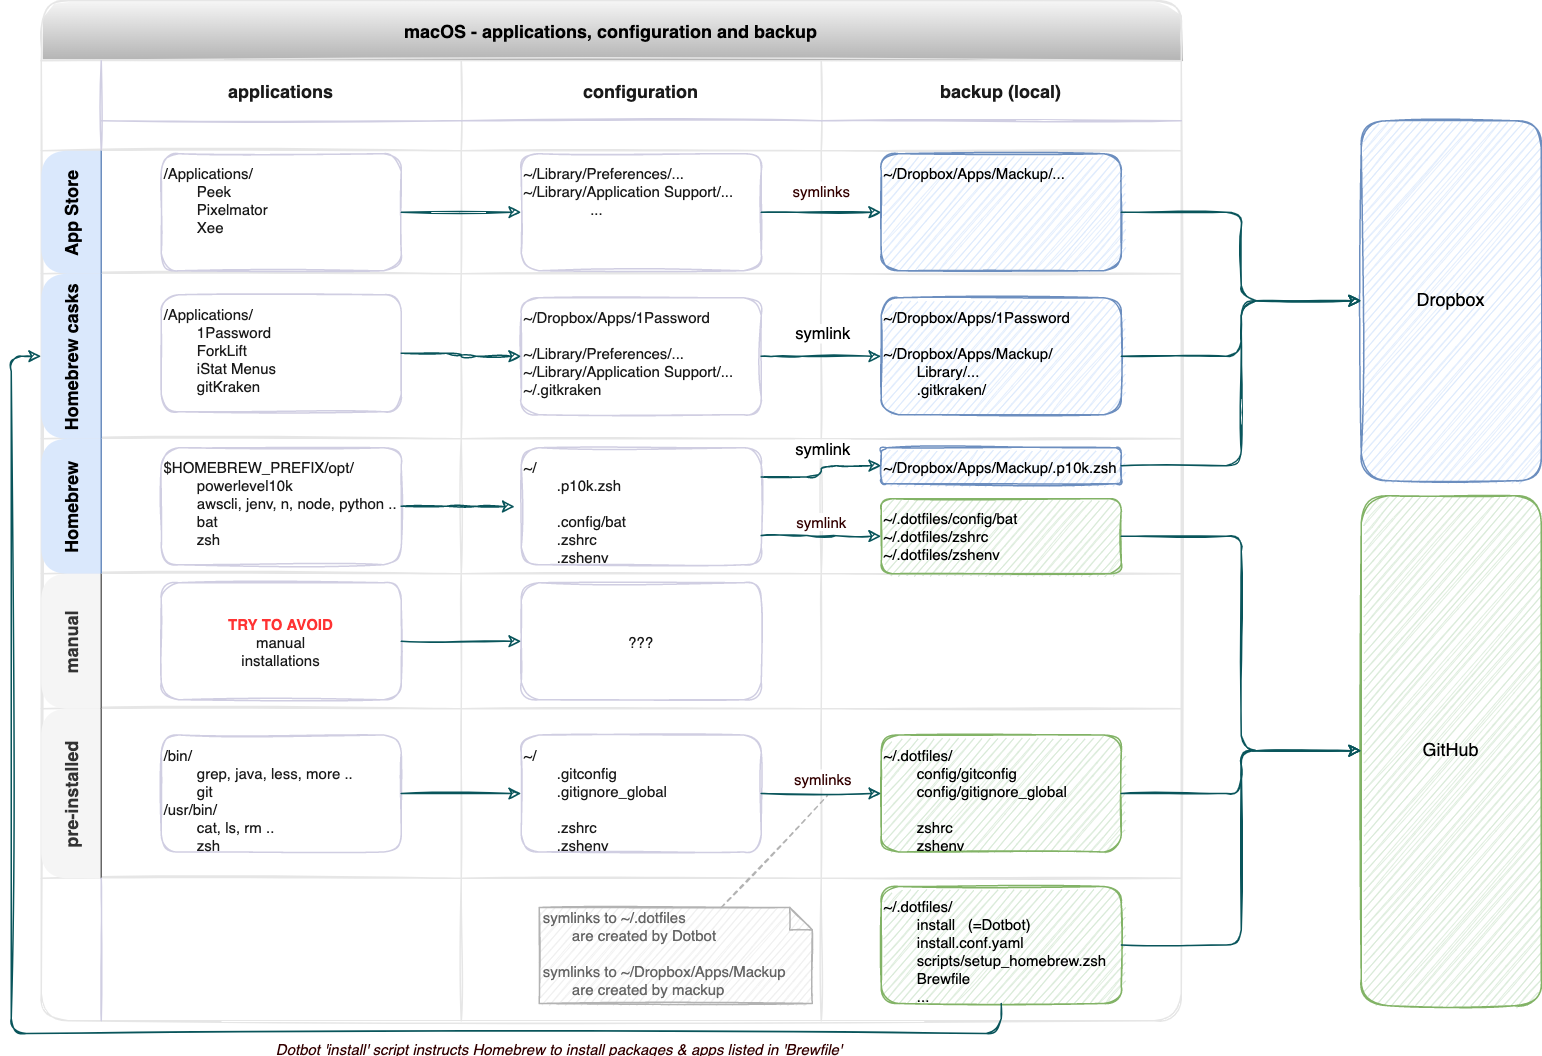 macOS - applications, configuration and backup
applications
configuration
backup (local)
App Store
/Applications/
Peek
Pixelmator
Xee
~/Library/Preferences/...
~/Library/Application Support/...
...
symlinks
~/Dropbox/Apps/Mackup/...
Dropbox
Homebrew casks
/Applications/
1Password
ForkLift
iStat Menus
gitKraken
~/Dropbox/Apps/1Password
~/Library/Preferences/...
~/Library/Application Support/...
~/.gitkraken
symlink
~/Dropbox/Apps/1Password
~/Dropbox/Apps/Mackup/
Library/...
.gitkraken/
Homebrew
$HOMEBREW_PREFIX/opt/
powerlevel10k
awscli, jenv, n, node, python ..
bat
zsh
~/
.p10k.zsh
.config/bat
.zshrc
.zshenv
symlink
~/Dropbox/Apps/Mackup/.p10k.zsh
symlink
~/.dotfiles/config/bat
~/.dotfiles/zshrc
~/.dotfiles/zshenv
manual
TRY TO AVOID
manual
installations
???
GitHub
pre-installed
/bin/
grep, java, less, more ..
git
/usr/bin/
cat, ls, rm ..
zsh
~/
.gitconfig
.gitignore_global
.zshrc
.zshenv
symlinks
~/.dotfiles/
config/gitconfig
config/gitignore_global
zshrc
zshenv
symlinks to ~/.dotfiles
are created by Dotbot
symlinks to ~/Dropbox/Apps/Mackup
are created by mackup
~/.dotfiles/
install (=Dotbot)
install.conf.yaml
scripts/setup_homebrew.zsh
Brewfile
...
Dotbot 'install' script instructs Homebrew to install packages & apps listed in 'Brewfile'